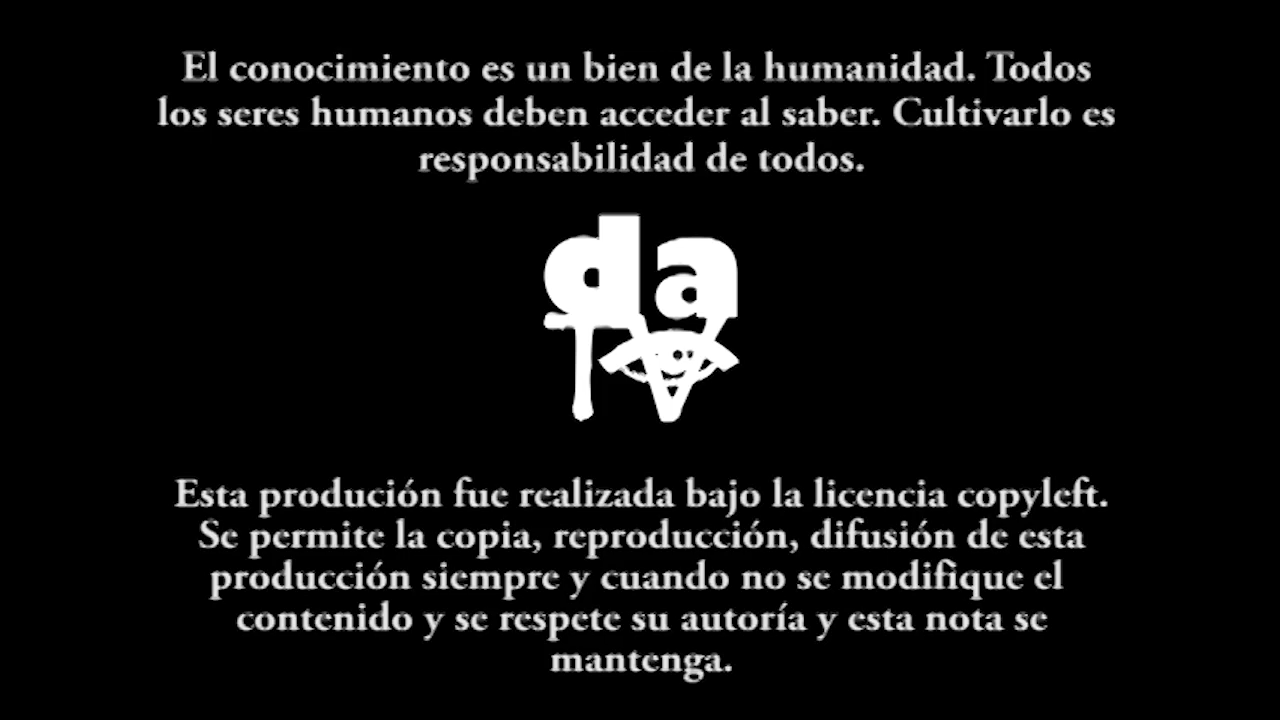 El conocimiento es un bien de la humanidad. Todos
los seres humanos deben acceder al saber. Cultivarlo es
responsabilidad de todos.
da
TV
Esta produción fue realizada bajo la licencia copyleft.
Se permite la copia, reproducción, difusión de esta
producción siempre y cuando no se modifique el
contenido y se respete su autoría y esta nota se
mantenga.